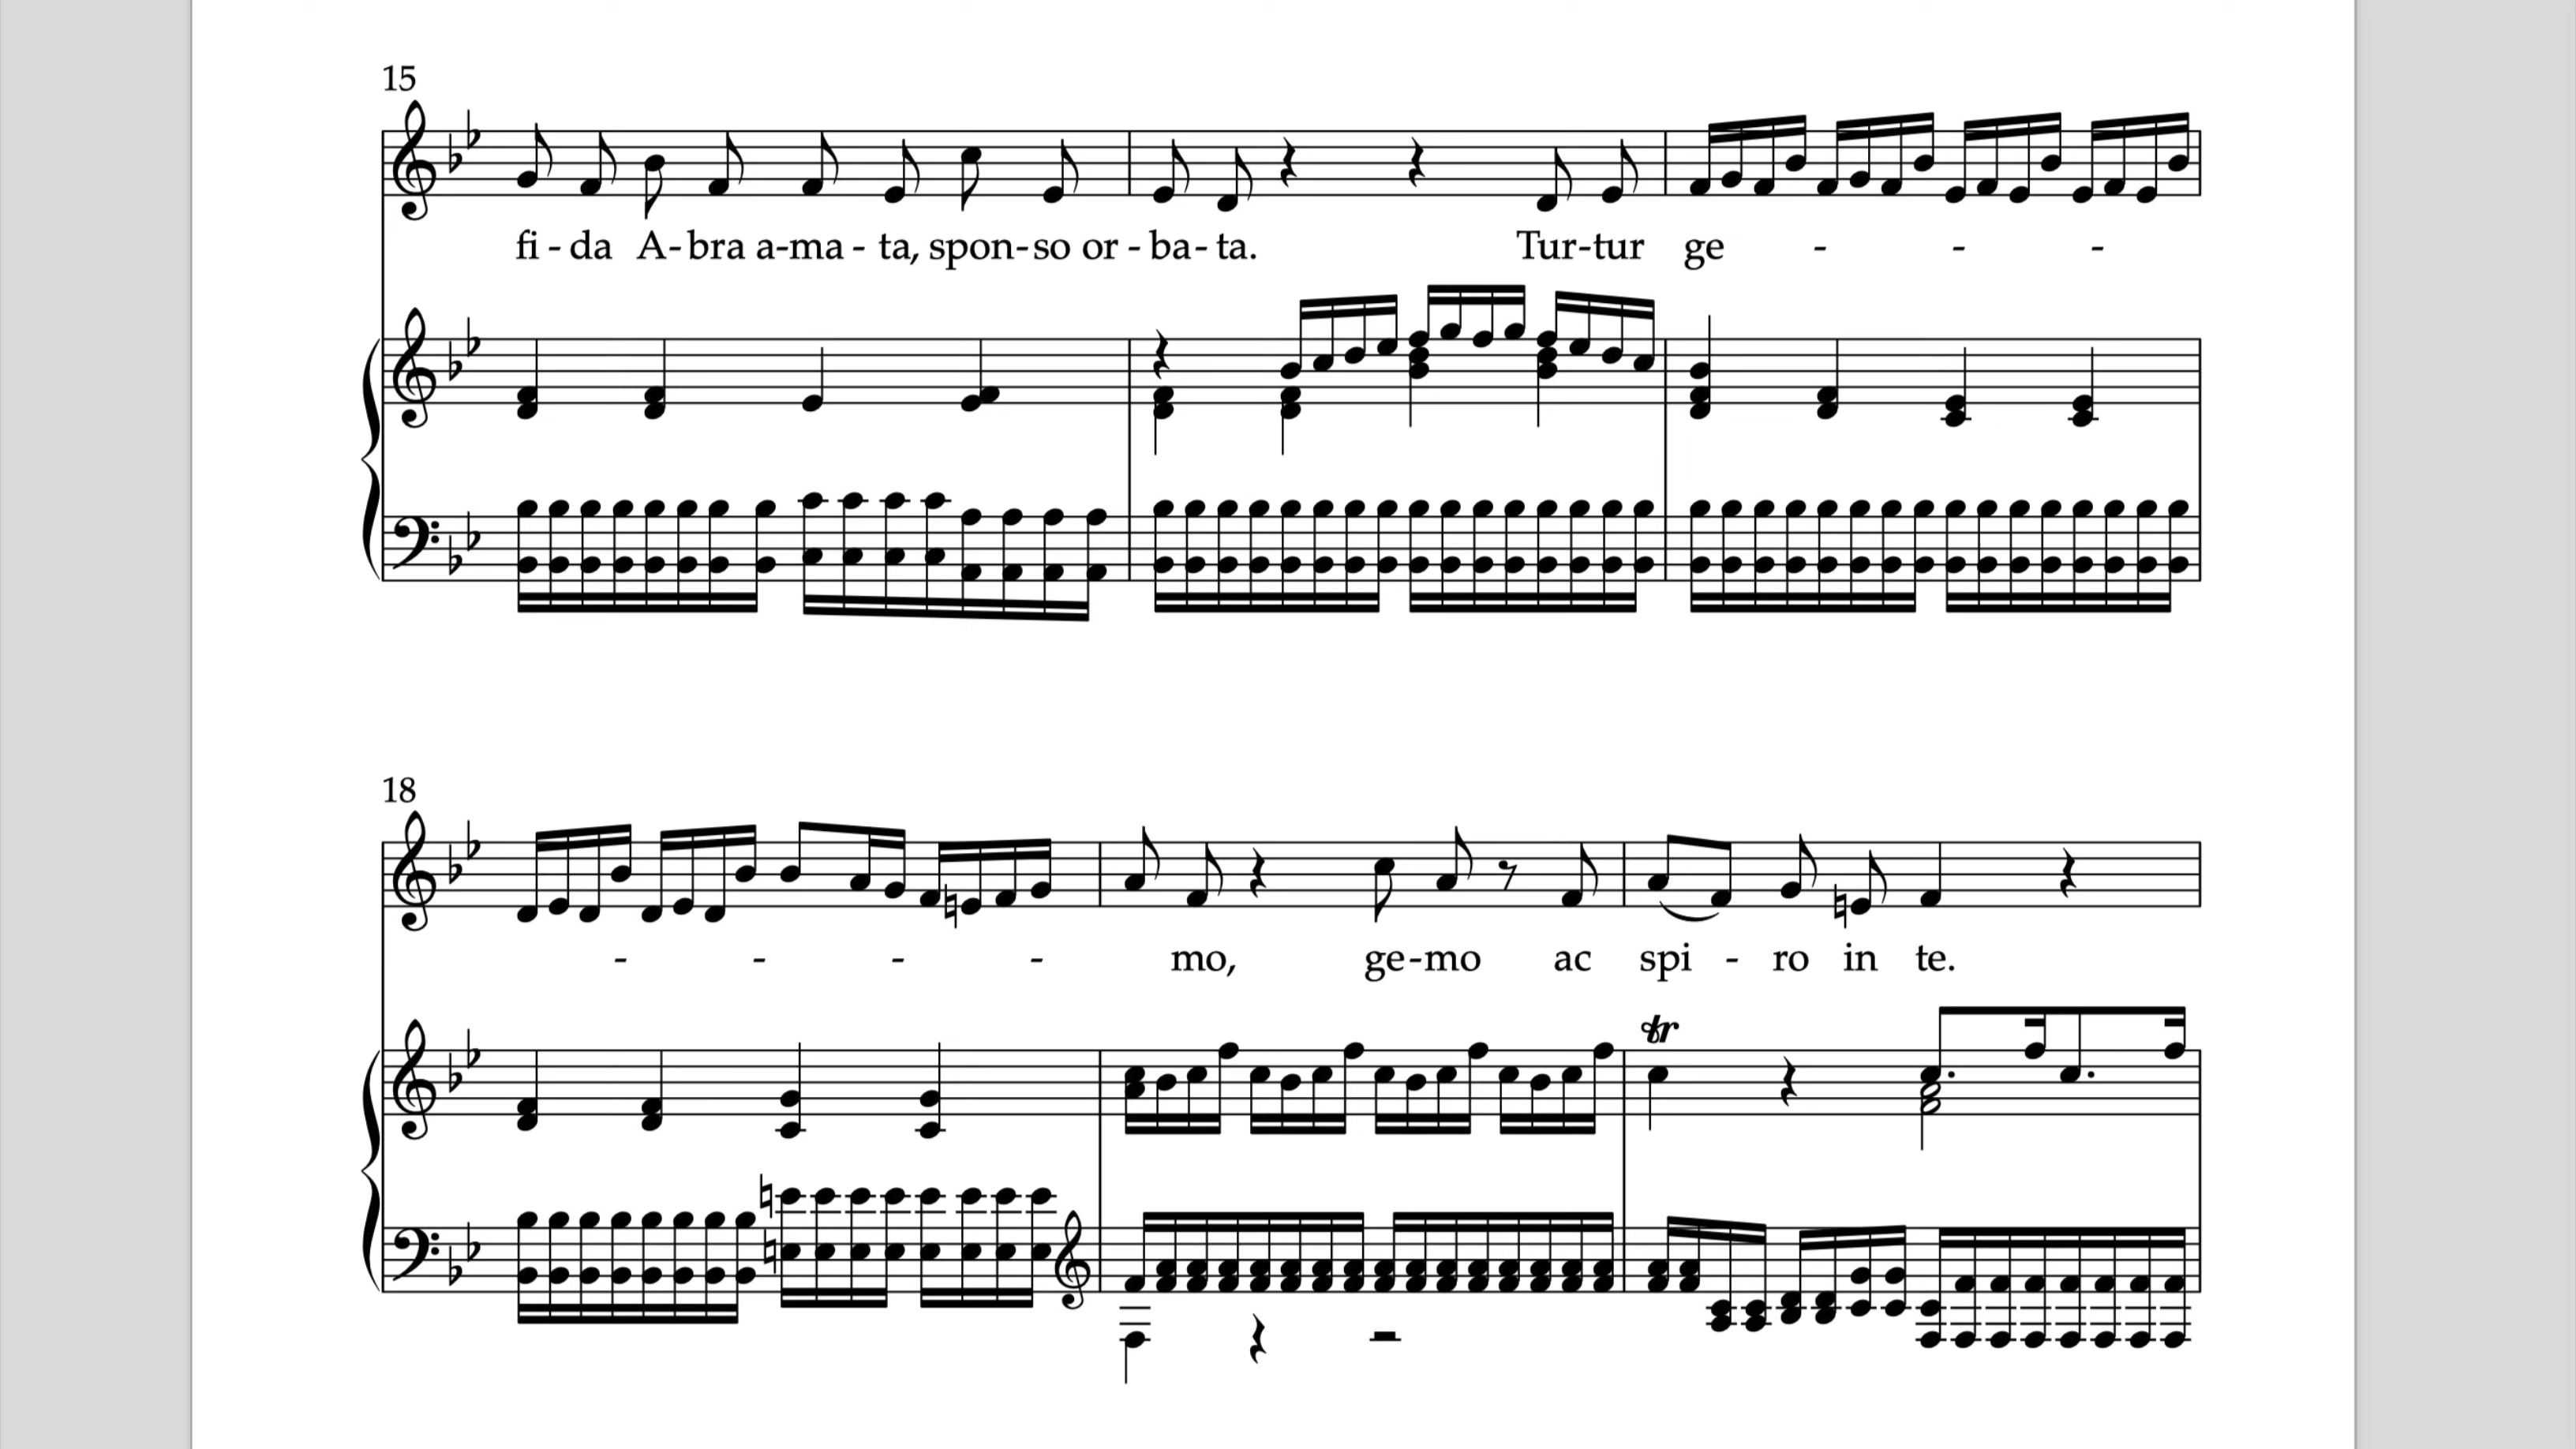 15
fi - da A - bra a - ma - ta, spon - so or - ba - ta. Tur - tur ge - - - -
18
- - - - mo, ge - mo ac spi - ro in te.
tr